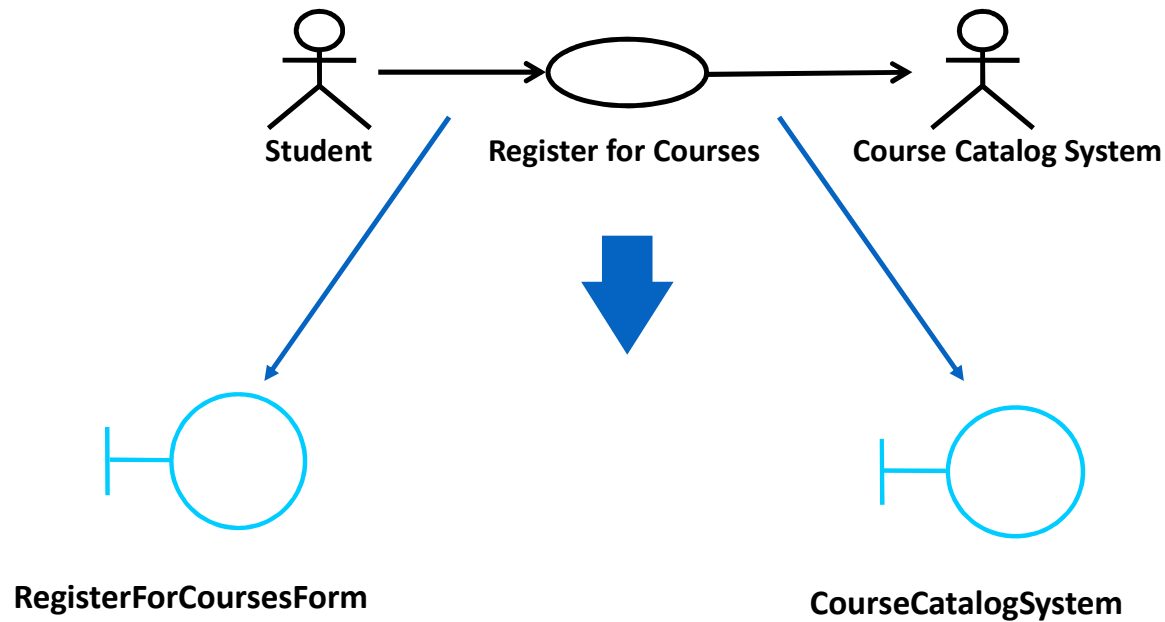 Student
Register for Courses
Course Catalog System
RegisterForCoursesForm
CourseCatalogSystem